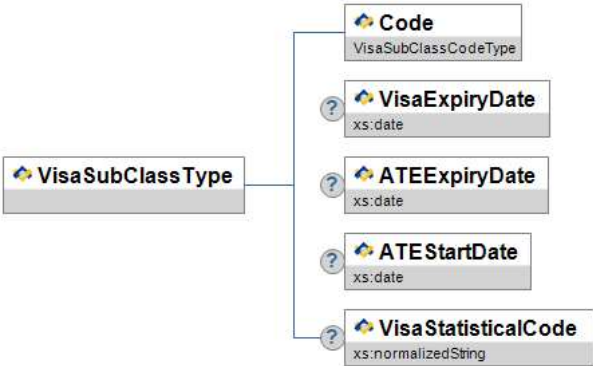 Code
VisaSubClassCodeType
?
VisaExpiryDate
xs:date
VisaSubClassType
?
ATEExpiryDate
xs:date
?
ATEStartDate
xs:date
?
VisaStatisticalCode
xs:normalizedString